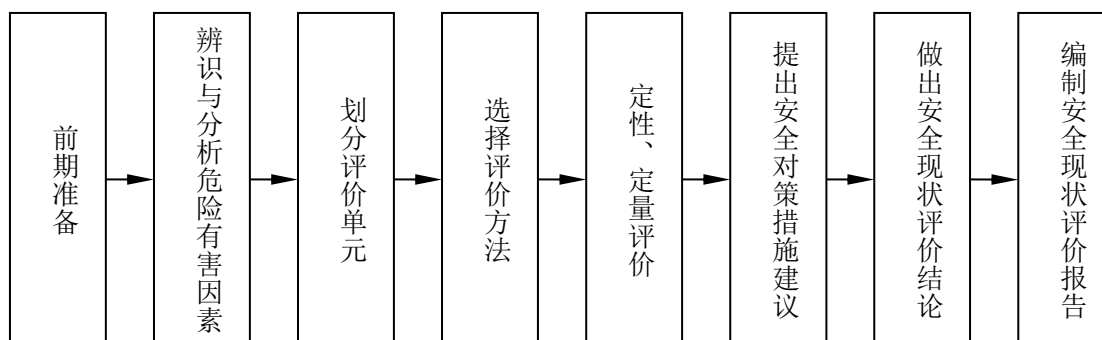 前期准备
辨识与分析危险有害因素
划分评价单元
选择评价方法
定性、定量评价
提出安全对策措施建议
做出安全现状评价结论
编制安全现状评价报告